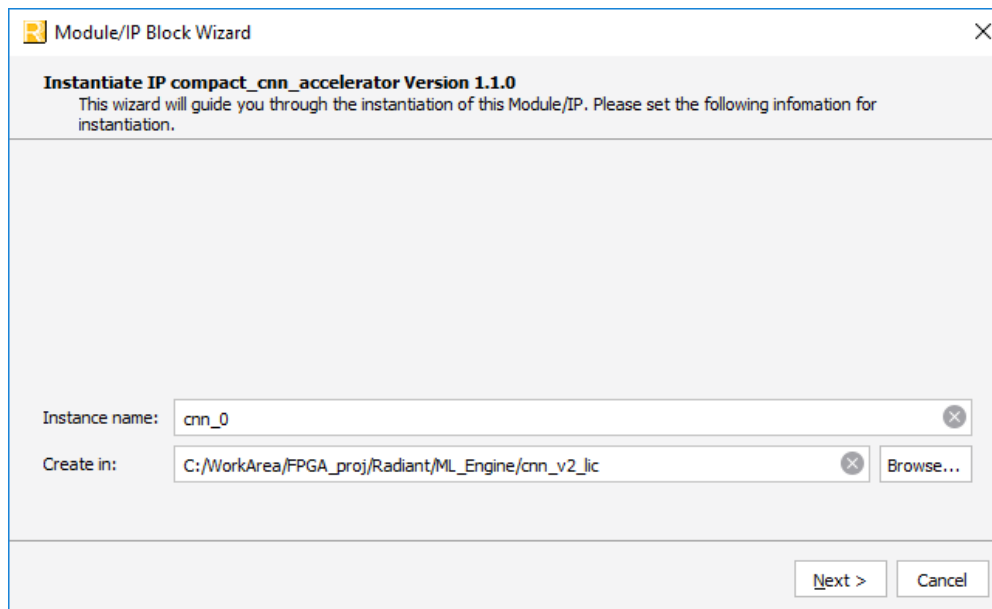 Module/IP Block Wizard
Instantiate IP compact_cnn_accelerator Version 1.1.0
This wizard will guide you through the instantiation of this Module/IP. Please set the following infomation for
instantiation.
Instance name: cnn_0
Create in: C:/WorkArea/FPGA_proj/Radiant/ML_Engine/cnn_v2_lic Browse...
Next > Cancel